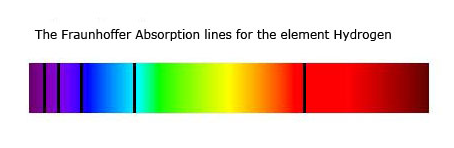 The Fraunhoffer Absorption lines for the element Hydrogen